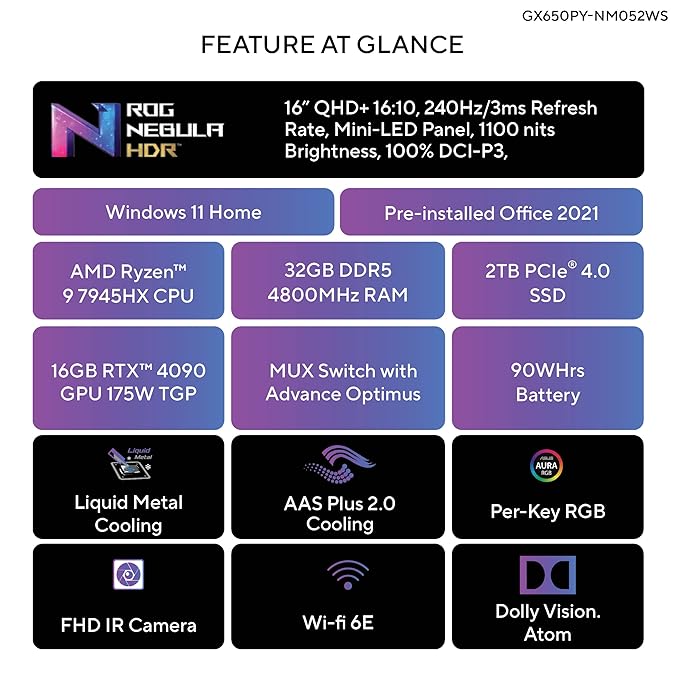 GX650PY-NM052WS
FEATURE AT GLANCE
ROG
NEBULA
HDR™
16” QHD+ 16:10, 240Hz/3ms Refresh
Rate, Mini-LED Panel, 1100 nits
Brightness, 100% DCI-P3,
Windows 11 Home
Pre-installed Office 2021
AMD Ryzen™
9 7945HX CPU
32GB DDR5
4800MHz RAM
2TB PCIe® 4.0
SSD
16GB RTX™ 4090
GPU 175W TGP
MUX Switch with
Advance Optimus
90WHrs
Battery
Liquid
Metal
Liquid Metal
Cooling
AAS Plus 2.0
Cooling
ASUS
AURA
RGB
Per-Key RGB
FHD IR Camera
Wi-fi 6E
Dolly Vision.
Atom